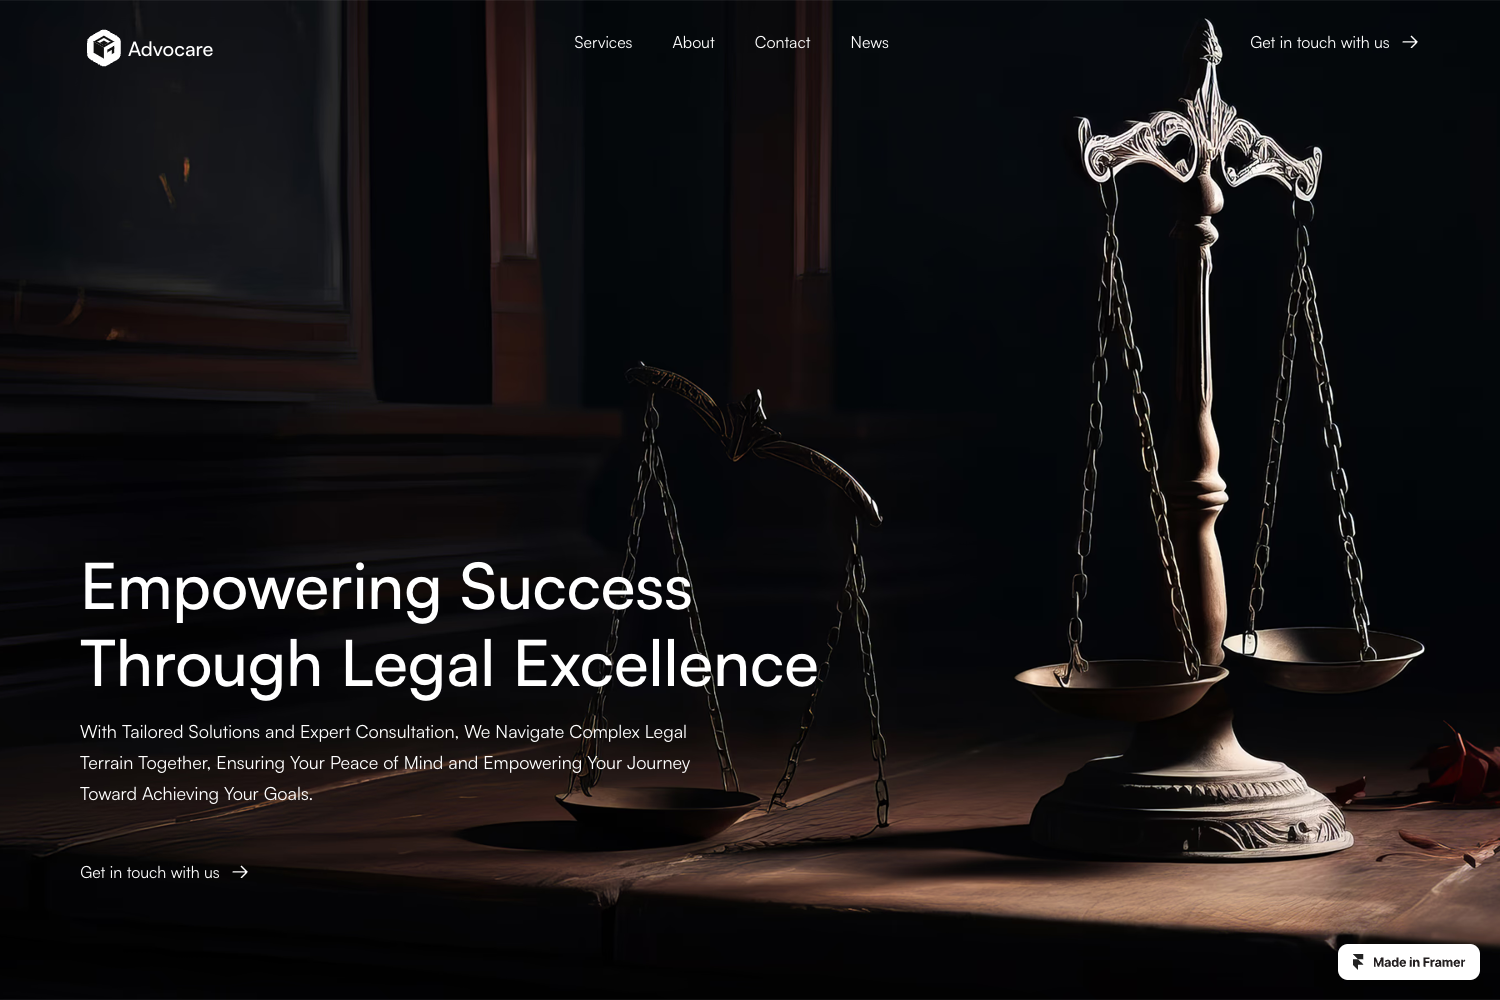 Advocare
Services
About
Contact
News
Get in touch with us
Empowering Success
Through Legal Excellence
With Tailored Solutions and Expert Consultation, We Navigate Complex Legal
Terrain Together, Ensuring Your Peace of Mind and Empowering Your Journey
Toward Achieving Your Goals.
Get in touch with us
Made in Framer